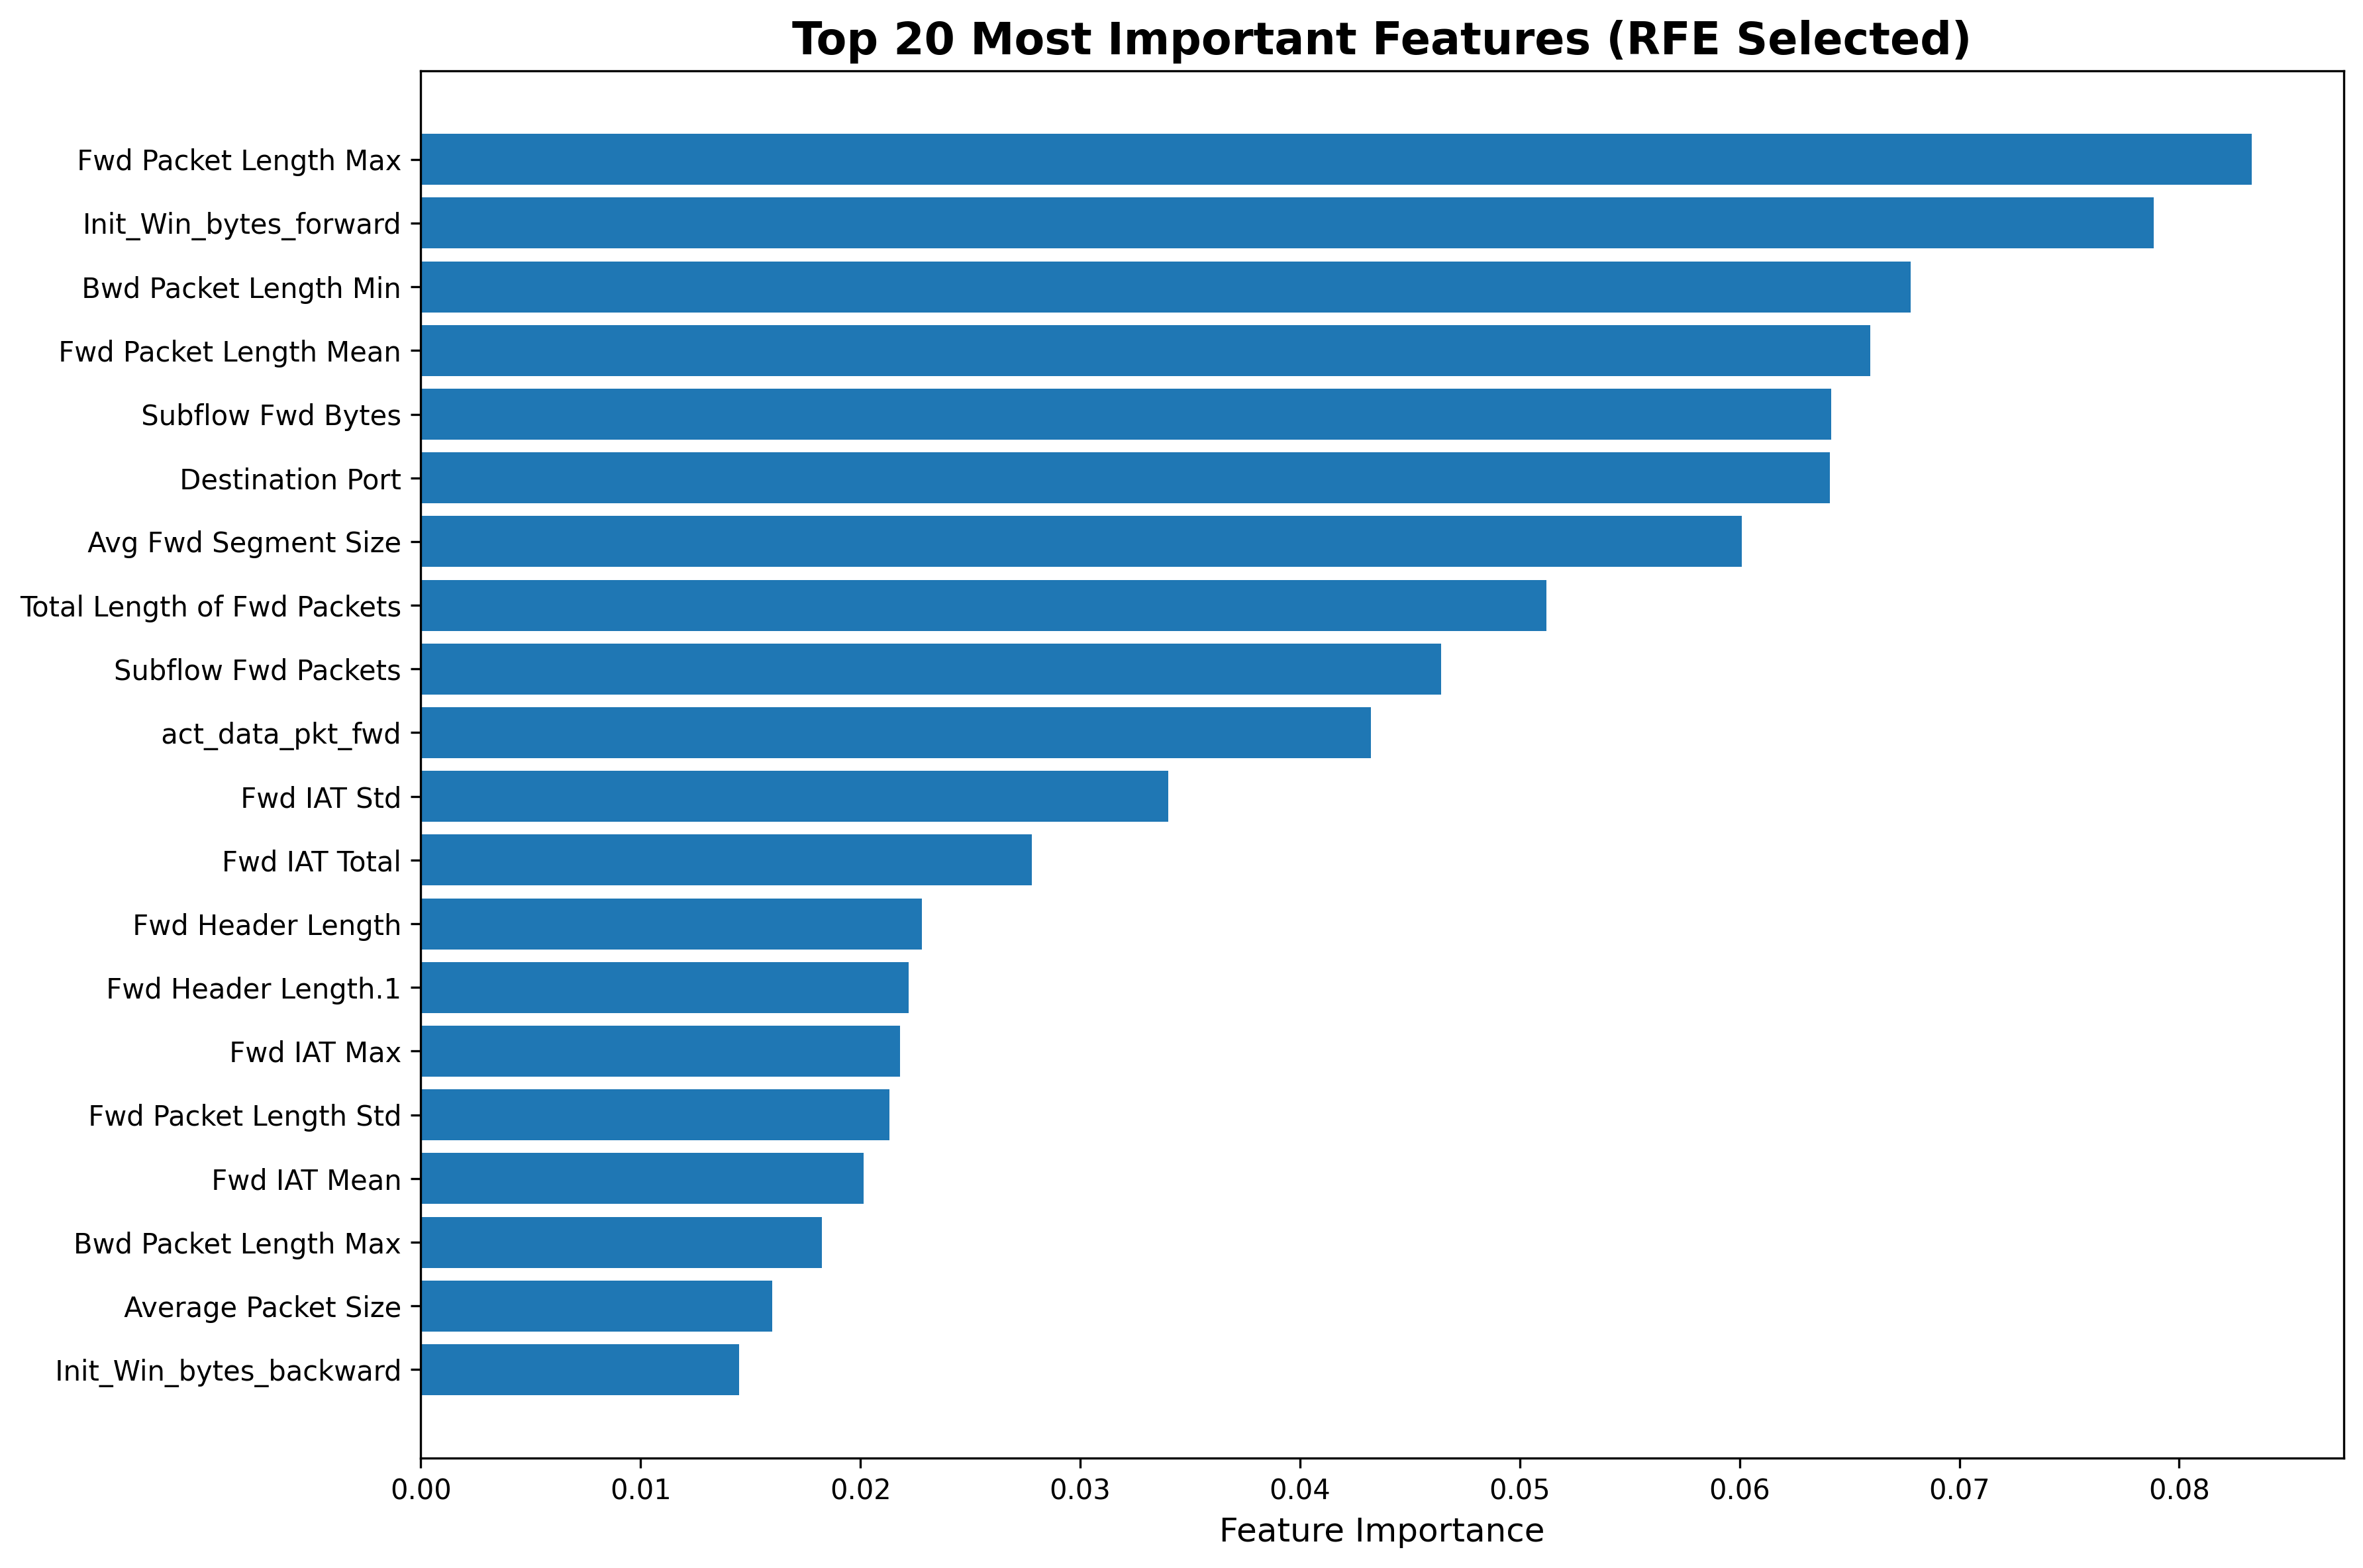 Top 20 Most Important Features (RFE Selected)
Fwd Packet Length Max
Init_Win_bytes_forward
Bwd Packet Length Min
Fwd Packet Length Mean
Subflow Fwd Bytes
Destination Port
Avg Fwd Segment Size
Total Length of Fwd Packets
Subflow Fwd Packets
act_data_pkt_fwd
Fwd IAT Std
Fwd IAT Total
Fwd Header Length
Fwd Header Length.1
Fwd IAT Max
Fwd Packet Length Std
Fwd IAT Mean
Bwd Packet Length Max
Average Packet Size
Init_Win_bytes_backward
0.00 0.01 0.02 0.03 0.04 0.05 0.06 0.07 0.08
Feature Importance